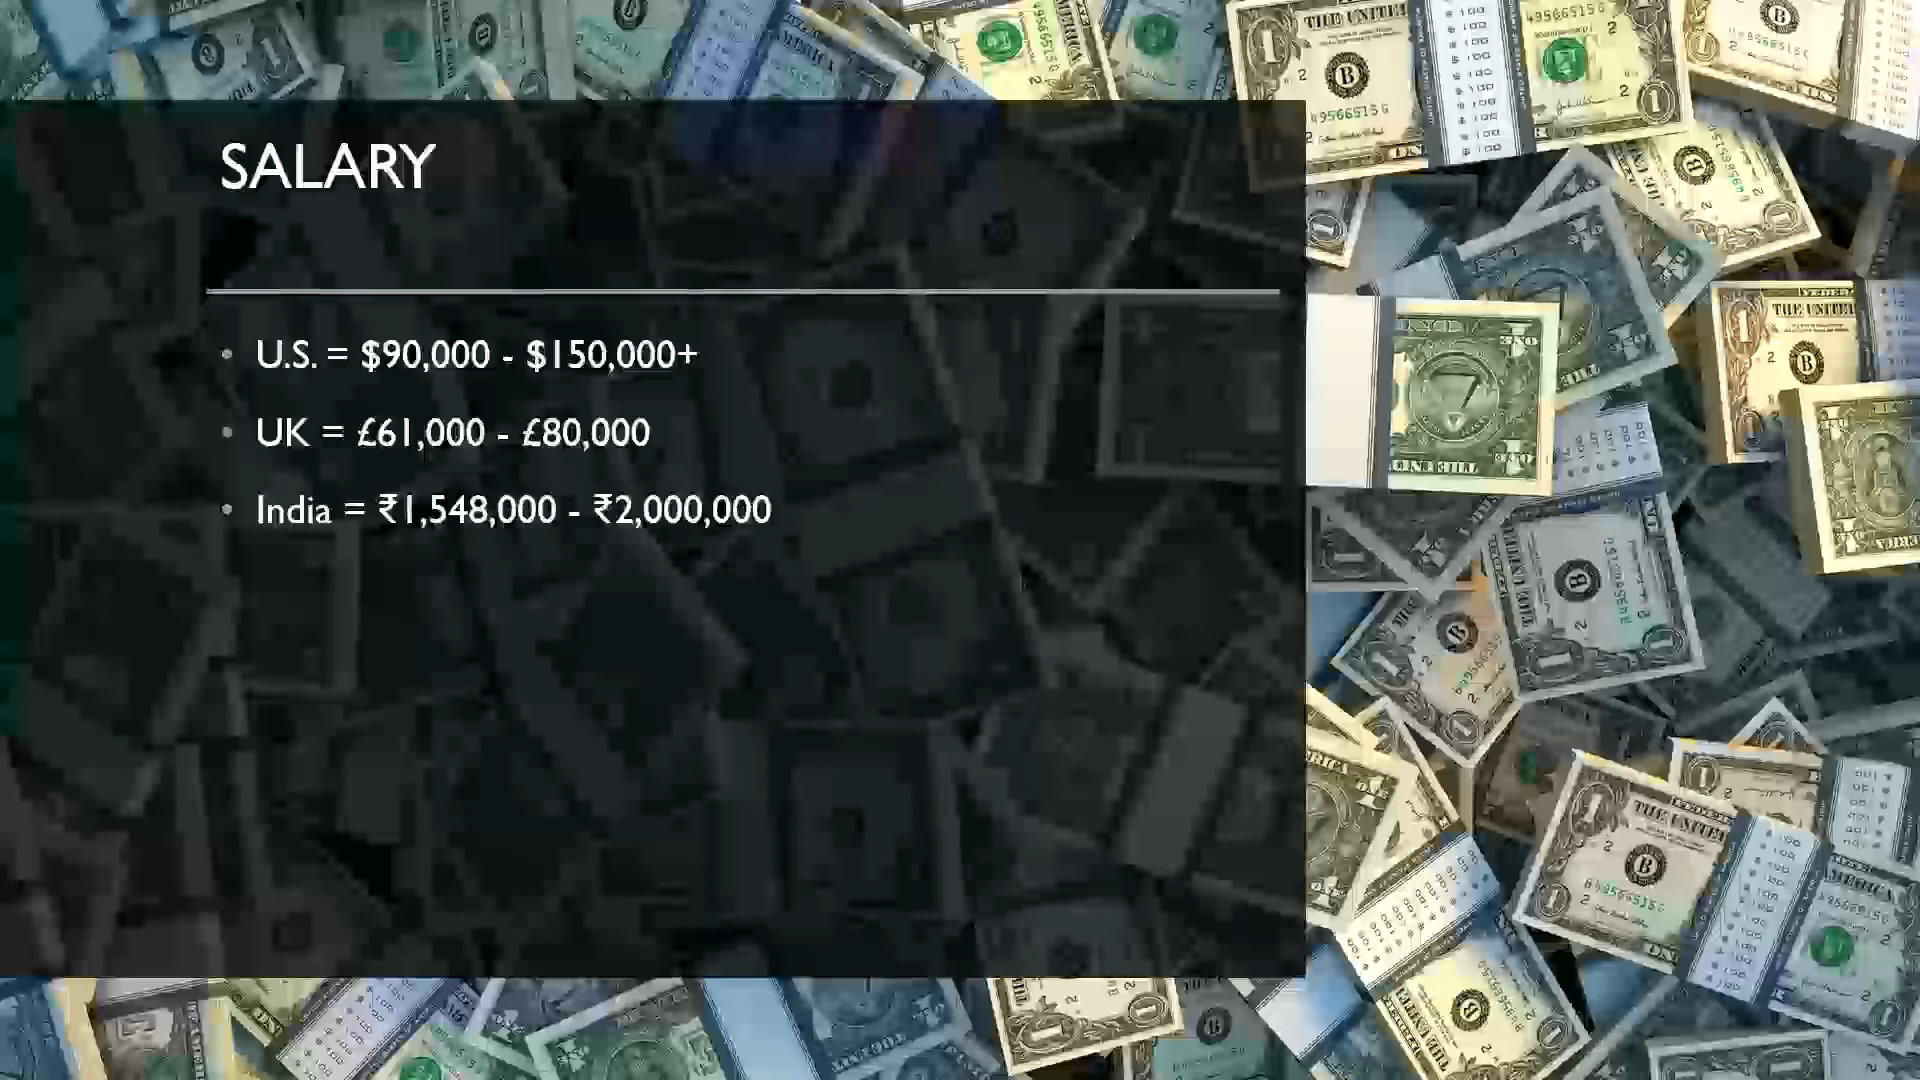 SALARY
• U.S. = $90,000 - $150,000+
• UK = £61,000 - £80,000
• India = ₹1,548,000 - ₹2,000,000